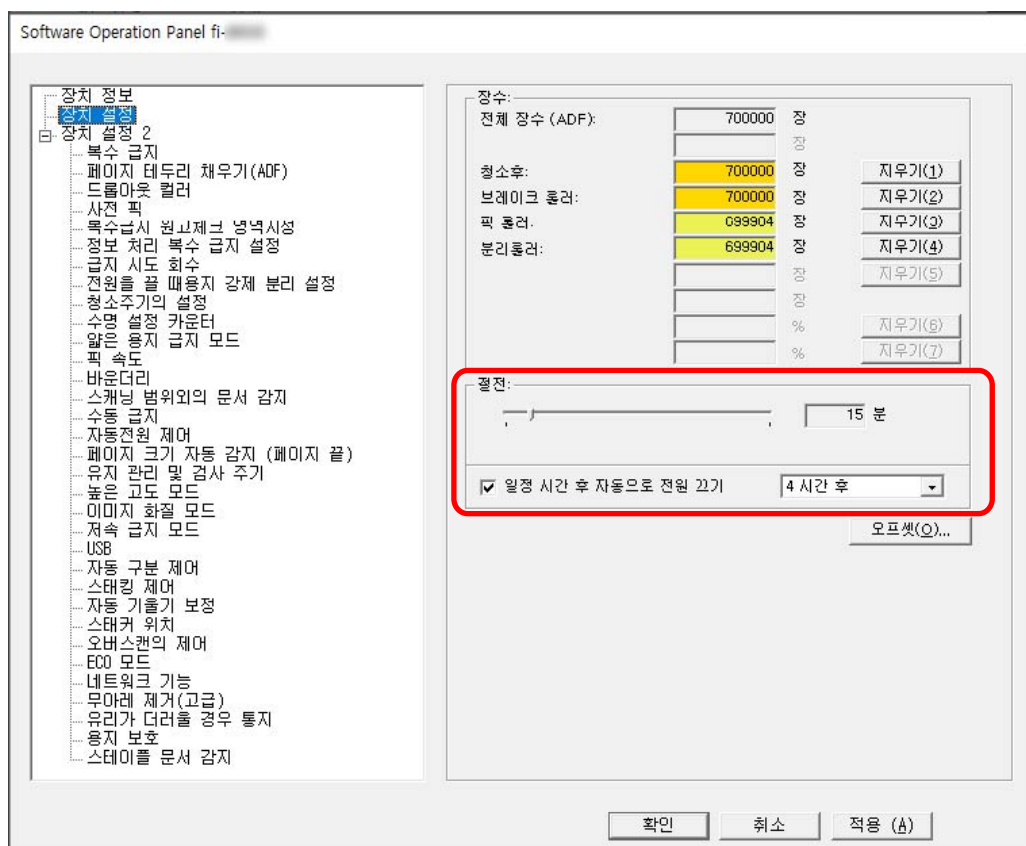 Software Operation Panel fi-
장치 정보
장치 설정
장치 설정 2
복수 급지
페이지 테두리 채우기(ADF)
드롭아웃 컬러
사전 픽
정보 처리 복수 급지 설정
급지 시도 회수
전원을 끌 때용지 강제 분리 설정
청소주기의 설정
수명 설정 카운터
얇은 용지 급지 모드
픽 속도
바운더리
스캐닝 범위외의 문서 감지
수동 급지
자동전원 제어
페이지 크기 자동 감지 (페이지 끝)
유지 관리 및 검사 주기
높은 고도 모드
이미지 화질 모드
저속 급지 모드
USB
자동 구분 제어
스태킹 제어
자동 기울기 보정
스태커 위치
오버스캔의 제어
ECO 모드
네트워크 기능
무아레 제거(고급)
유리가 더러울 경우 통지
용지 보호
스테이플 문서 감지
장수:
전체 장수 (ADF): 700000 장
장
청소후: 700000 장 지우기(1)
브레이크 롤러: 700000 장 지우기(2)
픽 롤러: 699904 장 지우기(3)
분리롤러: 699904 장 지우기(4)
장 지우기(5)
장
% 지우기(6)
% 지우기(7)
절전:
15 분
일정 시간 후 자동으로 전원 끄기 4 시간 후
오프셋(O)...
확인 취소 적용 (A)